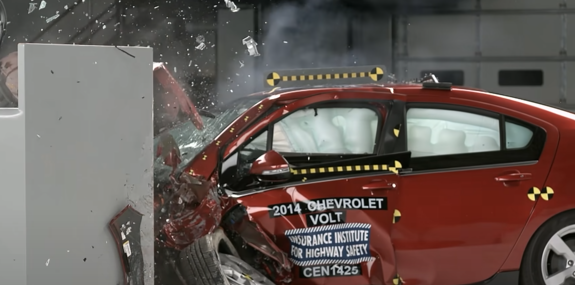 2014 CHEVROLET
VOLT
INSURANCE INSTITUTE
FOR HIGHWAY SAFETY
CEN1425